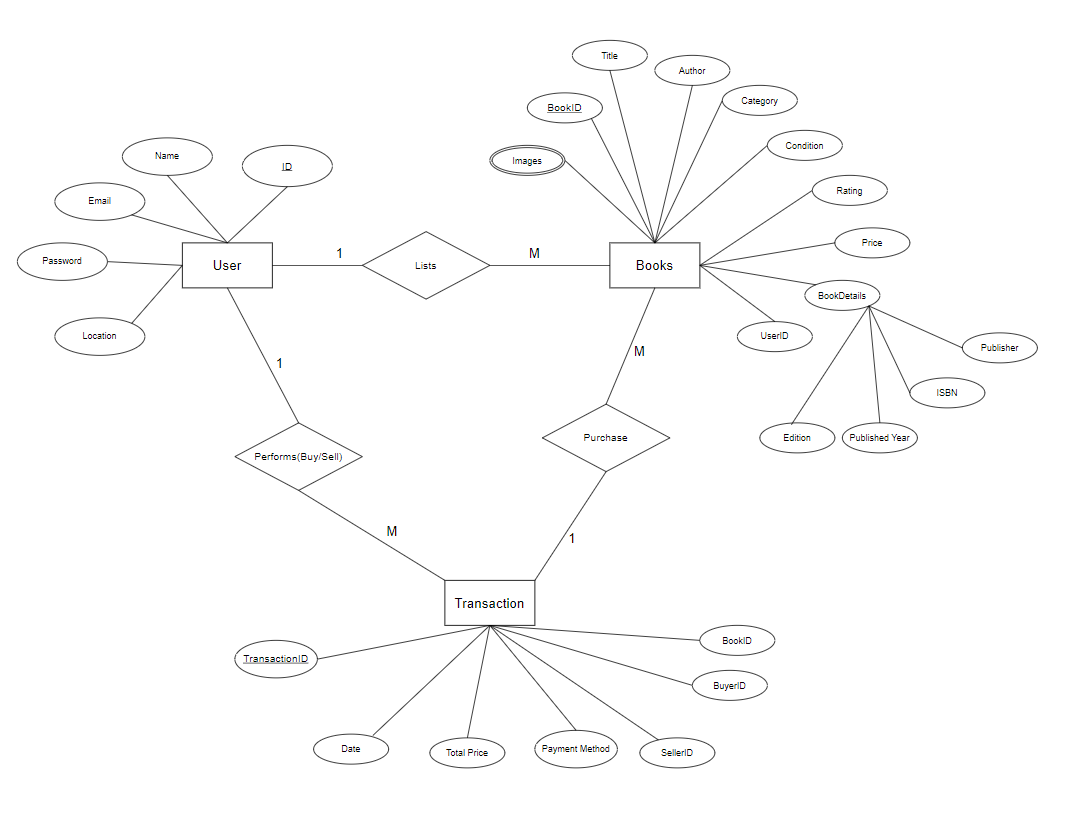 Title
Author
Category
BookID
Condition
Images
Name
ID
Rating
Email
Price
Password
User
1
Lists
M
Books
BookDetails
Location
UserID
Publisher
M
1
ISBN
Purchase
Edition
Published Year
Performs(Buy/Sell)
M
1
Transaction
BookID
TransactionID
BuyerID
Date
Total Price
Payment Method
SellerID